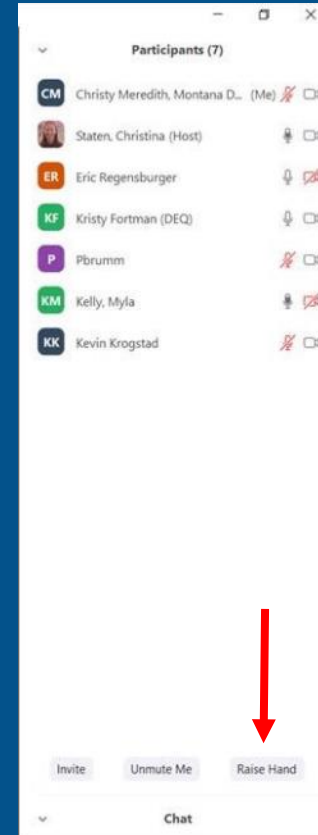 Participants (7)
CM Christy Meredith, Montana D... (Me)
Staten, Christina (Host)
ER Eric Regensburger
KF Kristy Fortman (DEQ)
P Pbrumm
KM Kelly, Myla
KK Kevin Krogstad
Invite Unmute Me Raise Hand
Chat